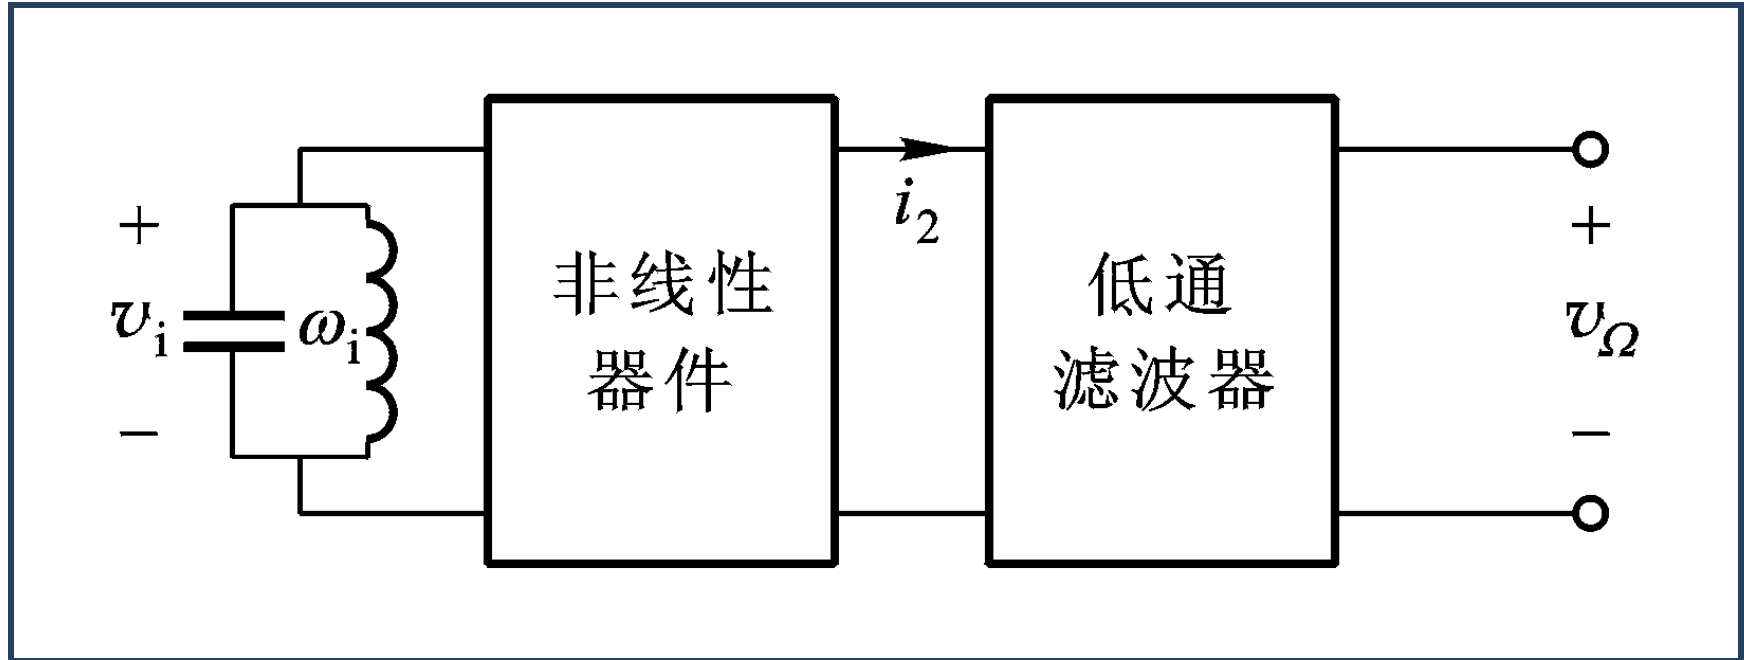 +
v_i
−
ω_i
非线性
器件
i_2
低通
滤波器
+
v_Ω
−